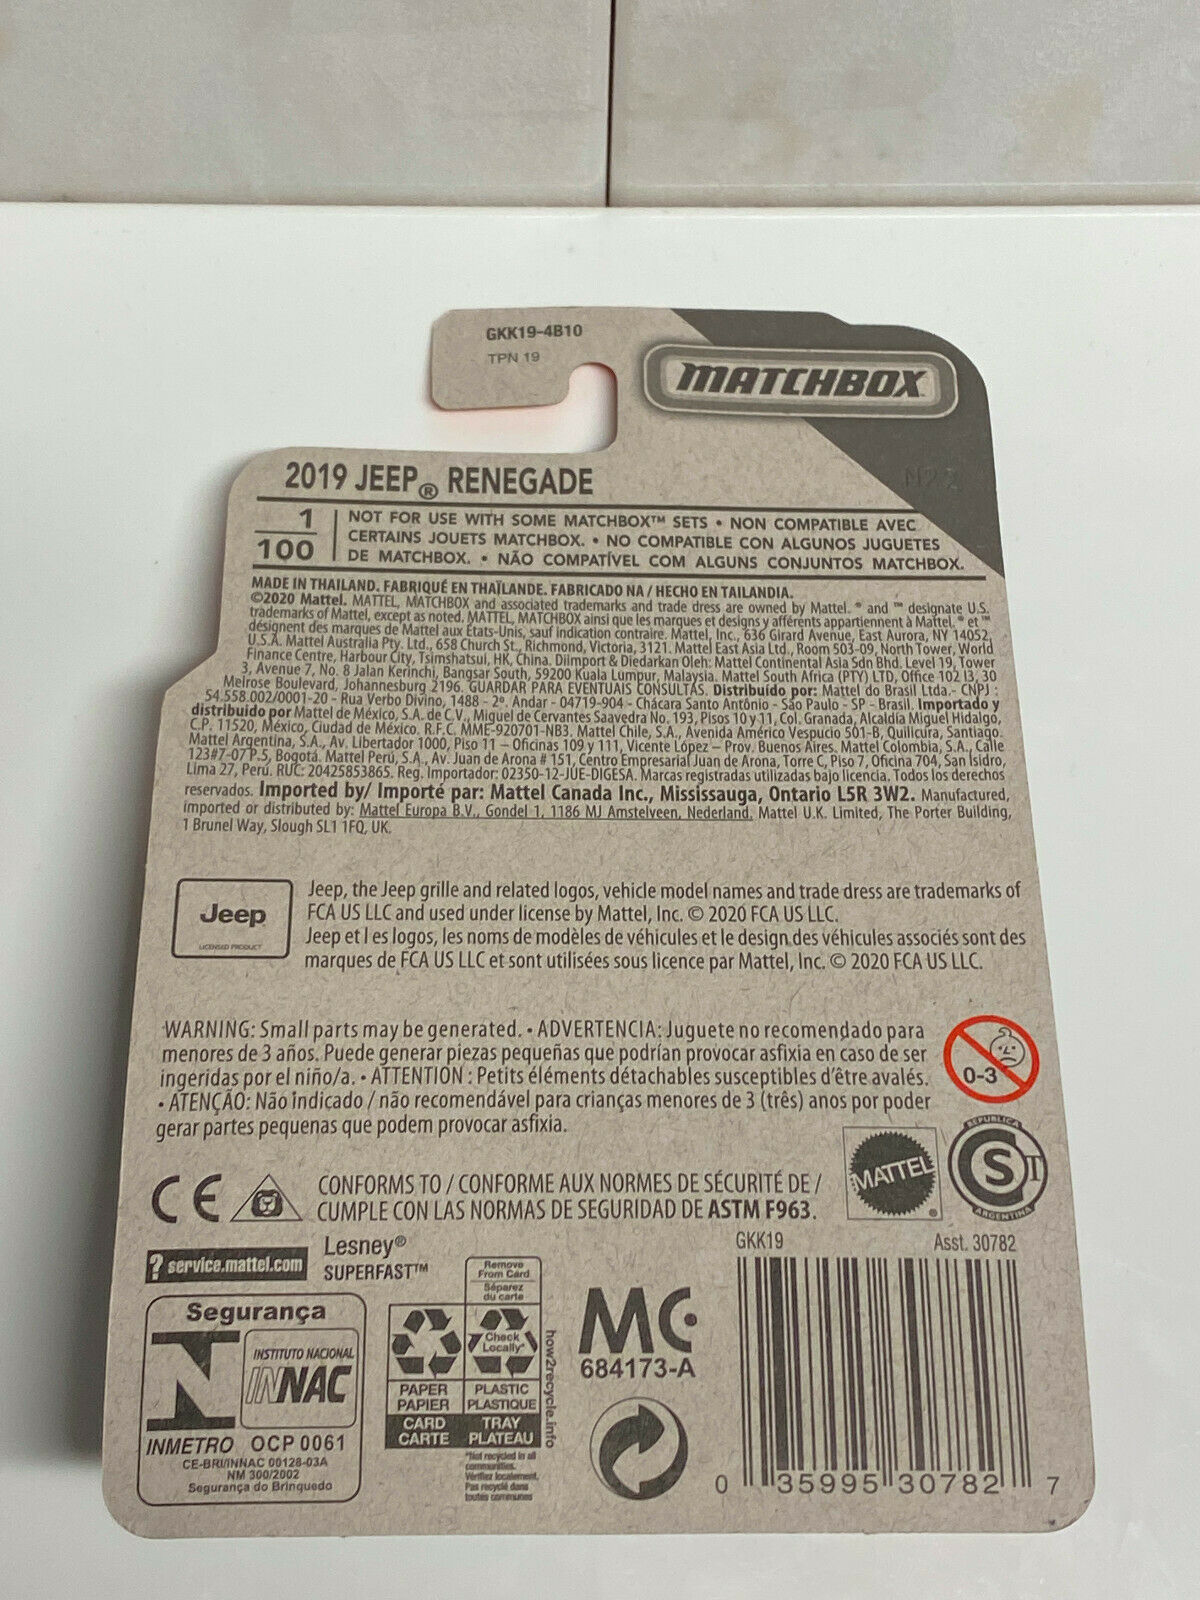 GKK19-4B10
TPN 19
MATCHBOX
N22
2019 JEEP® RENEGADE
1
100
NOT FOR USE WITH SOME MATCHBOX™ SETS • NON COMPATIBLE AVEC
CERTAINS JOUETS MATCHBOX. • NO COMPATIBLE CON ALGUNOS JUGUETES
DE MATCHBOX. • NÃO COMPATÍVEL COM ALGUNS CONJUNTOS MATCHBOX.
MADE IN THAILAND. FABRIQUÉ EN THAÏLANDE. FABRICADO NA / HECHO EN TAILANDIA.
©2020 Mattel. MATTEL, MATCHBOX and associated trademarks and trade dress are owned by Mattel. ® and ™ designate U.S.
trademarks of Mattel, except as noted. MATTEL, MATCHBOX ainsi que les marques et designs y afférents appartiennent à Mattel. ® et ™
désignent des marques de Mattel aux États-Unis, sauf indication contraire. Mattel, Inc., 636 Girard Avenue, East Aurora, NY 14052,
U.S.A. Mattel Australia Pty. Ltd., 658 Church St., Richmond, Victoria, 3121. Mattel East Asia Ltd., Room 503-09, North Tower, World
Finance Centre, Harbour City, Tsimshatsui, HK, China. Diimport & Diedarkan Oleh: Mattel Continental Asia Sdn Bhd. Level 19, Tower
3, Avenue 7, No. 8 Jalan Kerinchi, Bangsar South, 59200 Kuala Lumpur, Malaysia. Mattel South Africa (PTY) LTD, Office 102 I3, 30
Melrose Boulevard, Johannesburg 2196. GUARDAR PARA EVENTUAIS CONSULTAS. Distribuído por: Mattel do Brasil Ltda.- CNPJ :
54.558.002/0001-20 - Rua Verbo Divino, 1488 - 2º. Andar - 04719-904 - Chácara Santo Antônio - São Paulo - SP - Brasil. Importado y
distribuido por Mattel de México, S.A. de C.V., Miguel de Cervantes Saavedra No. 193, Pisos 10 y 11, Col. Granada, Alcaldía Miguel Hidalgo,
C.P. 11520, México, Ciudad de México. R.F.C. MME-920701-NB3. Mattel Chile, S.A., Avenida Américo Vespucio 501-B, Quilicura, Santiago.
Mattel Argentina, S.A., Av. Libertador 1000, Piso 11 – Oficinas 109 y 111, Vicente López – Prov. Buenos Aires. Mattel Colombia, S.A., Calle
123#7-07 P.5, Bogotá. Mattel Perú, S.A., Av. Juan de Arona # 151, Centro Empresarial Juan de Arona, Torre C, Piso 7, Oficina 704, San Isidro,
Lima 27, Perú. RUC: 20425853865. Reg. Importador: 02350-12-JUE-DIGESA. Marcas registradas utilizadas bajo licencia. Todos los derechos
reservados. Imported by/ Importé par: Mattel Canada Inc., Mississauga, Ontario L5R 3W2. Manufactured,
imported or distributed by: Mattel Europa B.V., Gondel 1, 1186 MJ Amstelveen, Nederland. Mattel U.K. Limited, The Porter Building,
1 Brunel Way, Slough SL1 1FQ, UK.
Jeep
LICENSED PRODUCT
Jeep, the Jeep grille and related logos, vehicle model names and trade dress are trademarks of
FCA US LLC and used under license by Mattel, Inc. © 2020 FCA US LLC.
Jeep et l es logos, les noms de modèles de véhicules et le design des véhicules associés sont des
marques de FCA US LLC et sont utilisées sous licence par Mattel, Inc. © 2020 FCA US LLC.
WARNING: Small parts may be generated. • ADVERTENCIA: Juguete no recomendado para
menores de 3 años. Puede generar piezas pequeñas que podrían provocar asfixia en caso de ser
ingeridas por el niño/a. • ATTENTION : Petits éléments détachables susceptibles d'être avalés.
• ATENÇÃO: Não indicado / não recomendável para crianças menores de 3 (três) anos por poder
gerar partes pequenas que podem provocar asfixia.
0-3
CE
CONFORMS TO / CONFORME AUX NORMES DE SÉCURITÉ DE /
CUMPLE CON LAS NORMAS DE SEGURIDAD DE ASTM F963.
MATTEL®
REPUBLICA
S I
ARGENTINA
? service.mattel.com
Lesney®
SUPERFAST™
GKK19
Asst. 30782
Segurança
INSTITUTO NACIONAL
INNAC
INMETRO OCP 0061
CE-BRI/INNAC 00128-03A
NM 300/2002
Segurança do Brinquedo
Remove
From Card
Séparez
du carte
Check
Locally*
PAPER
PAPIER
CARD
CARTE
PLASTIC
PLASTIQUE
TRAY
PLATEAU
*Not recycled in all
communities.
Vérifiez localement.
Pas recyclé dans
toutes communes
how2recycle.info
MC
684173-A
0 35995 30782 7